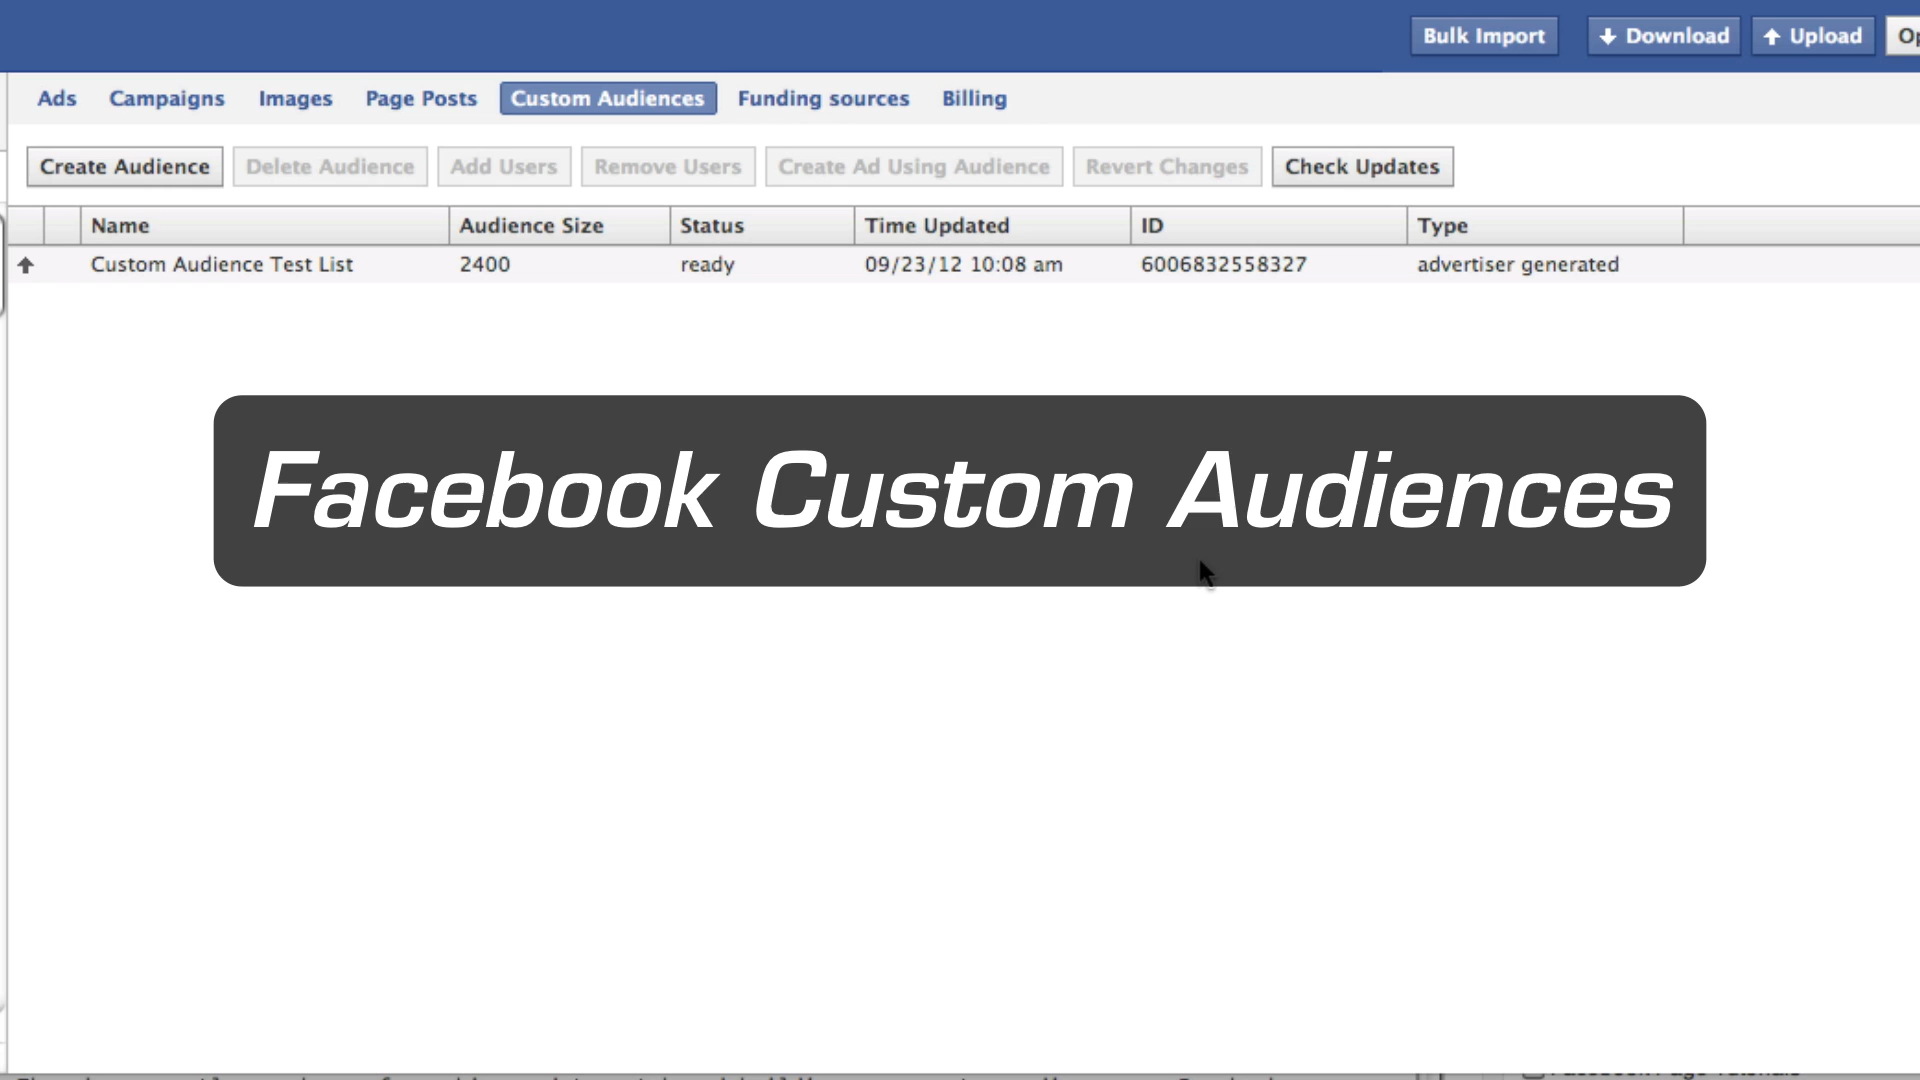 Bulk Import Download Upload
Ads Campaigns Images Page Posts Custom Audiences Funding sources Billing
Create Audience Delete Audience Add Users Remove Users Create Ad Using Audience Revert Changes Check Updates
Name Audience Size Status Time Updated ID Type
Custom Audience Test List 2400 ready 09/23/12 10:08 am 6006832558327 advertiser generated
Facebook Custom Audiences